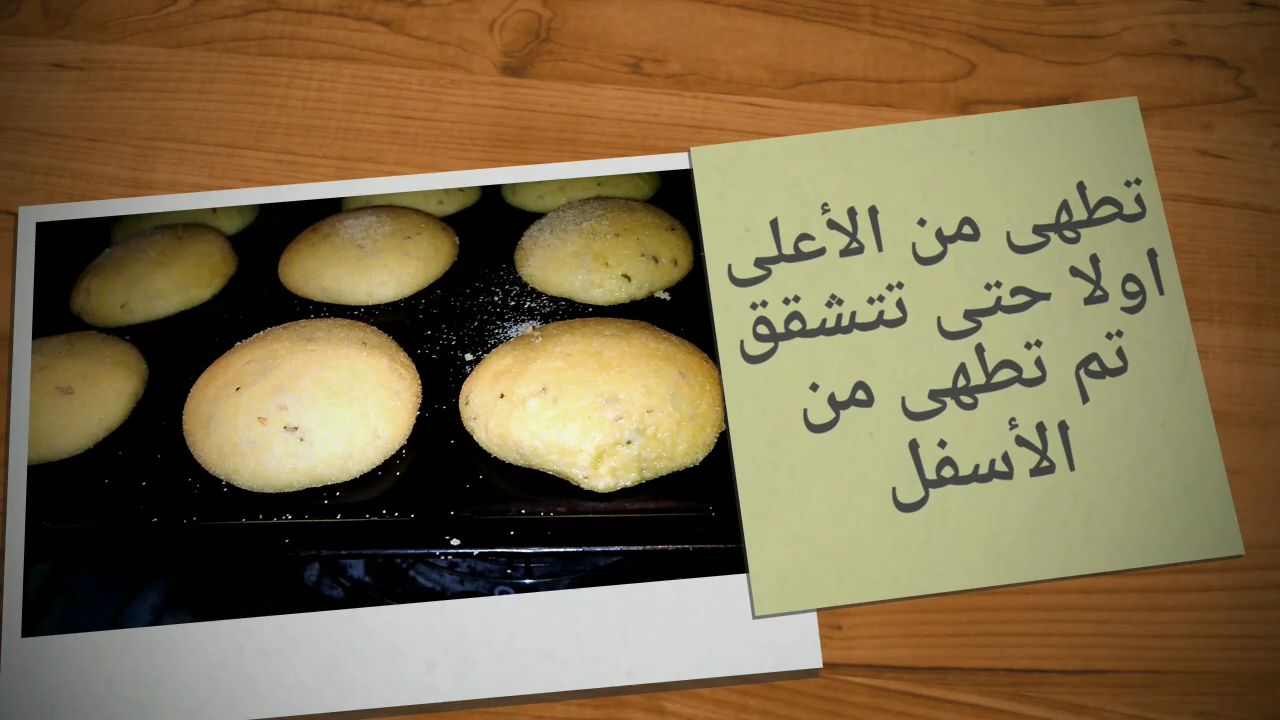 تطهى من الأعلى
اولا حتى تتشقق
تم تطهى من
الأسفل